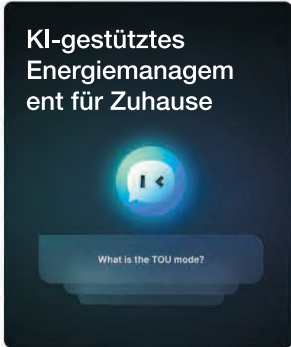 KI-gestütztes
Energiemanagem
ent für Zuhause
What is the TOU mode?